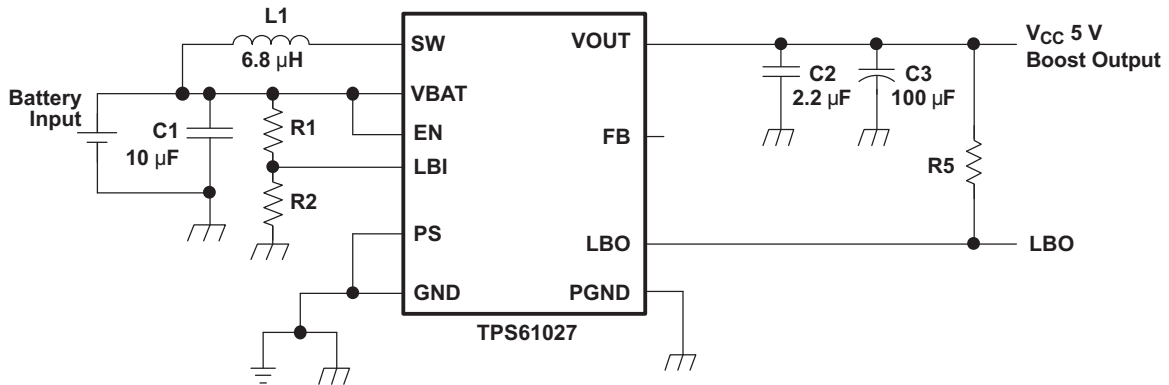 L1
6.8 µH
SW
VOUT
V_CC 5 V
Boost Output
C2
2.2 µF
C3
100 µF
Battery
Input
VBAT
C1
10 µF
R1
EN
FB
LBI
R5
R2
PS
LBO
LBO
GND
PGND
TPS61027